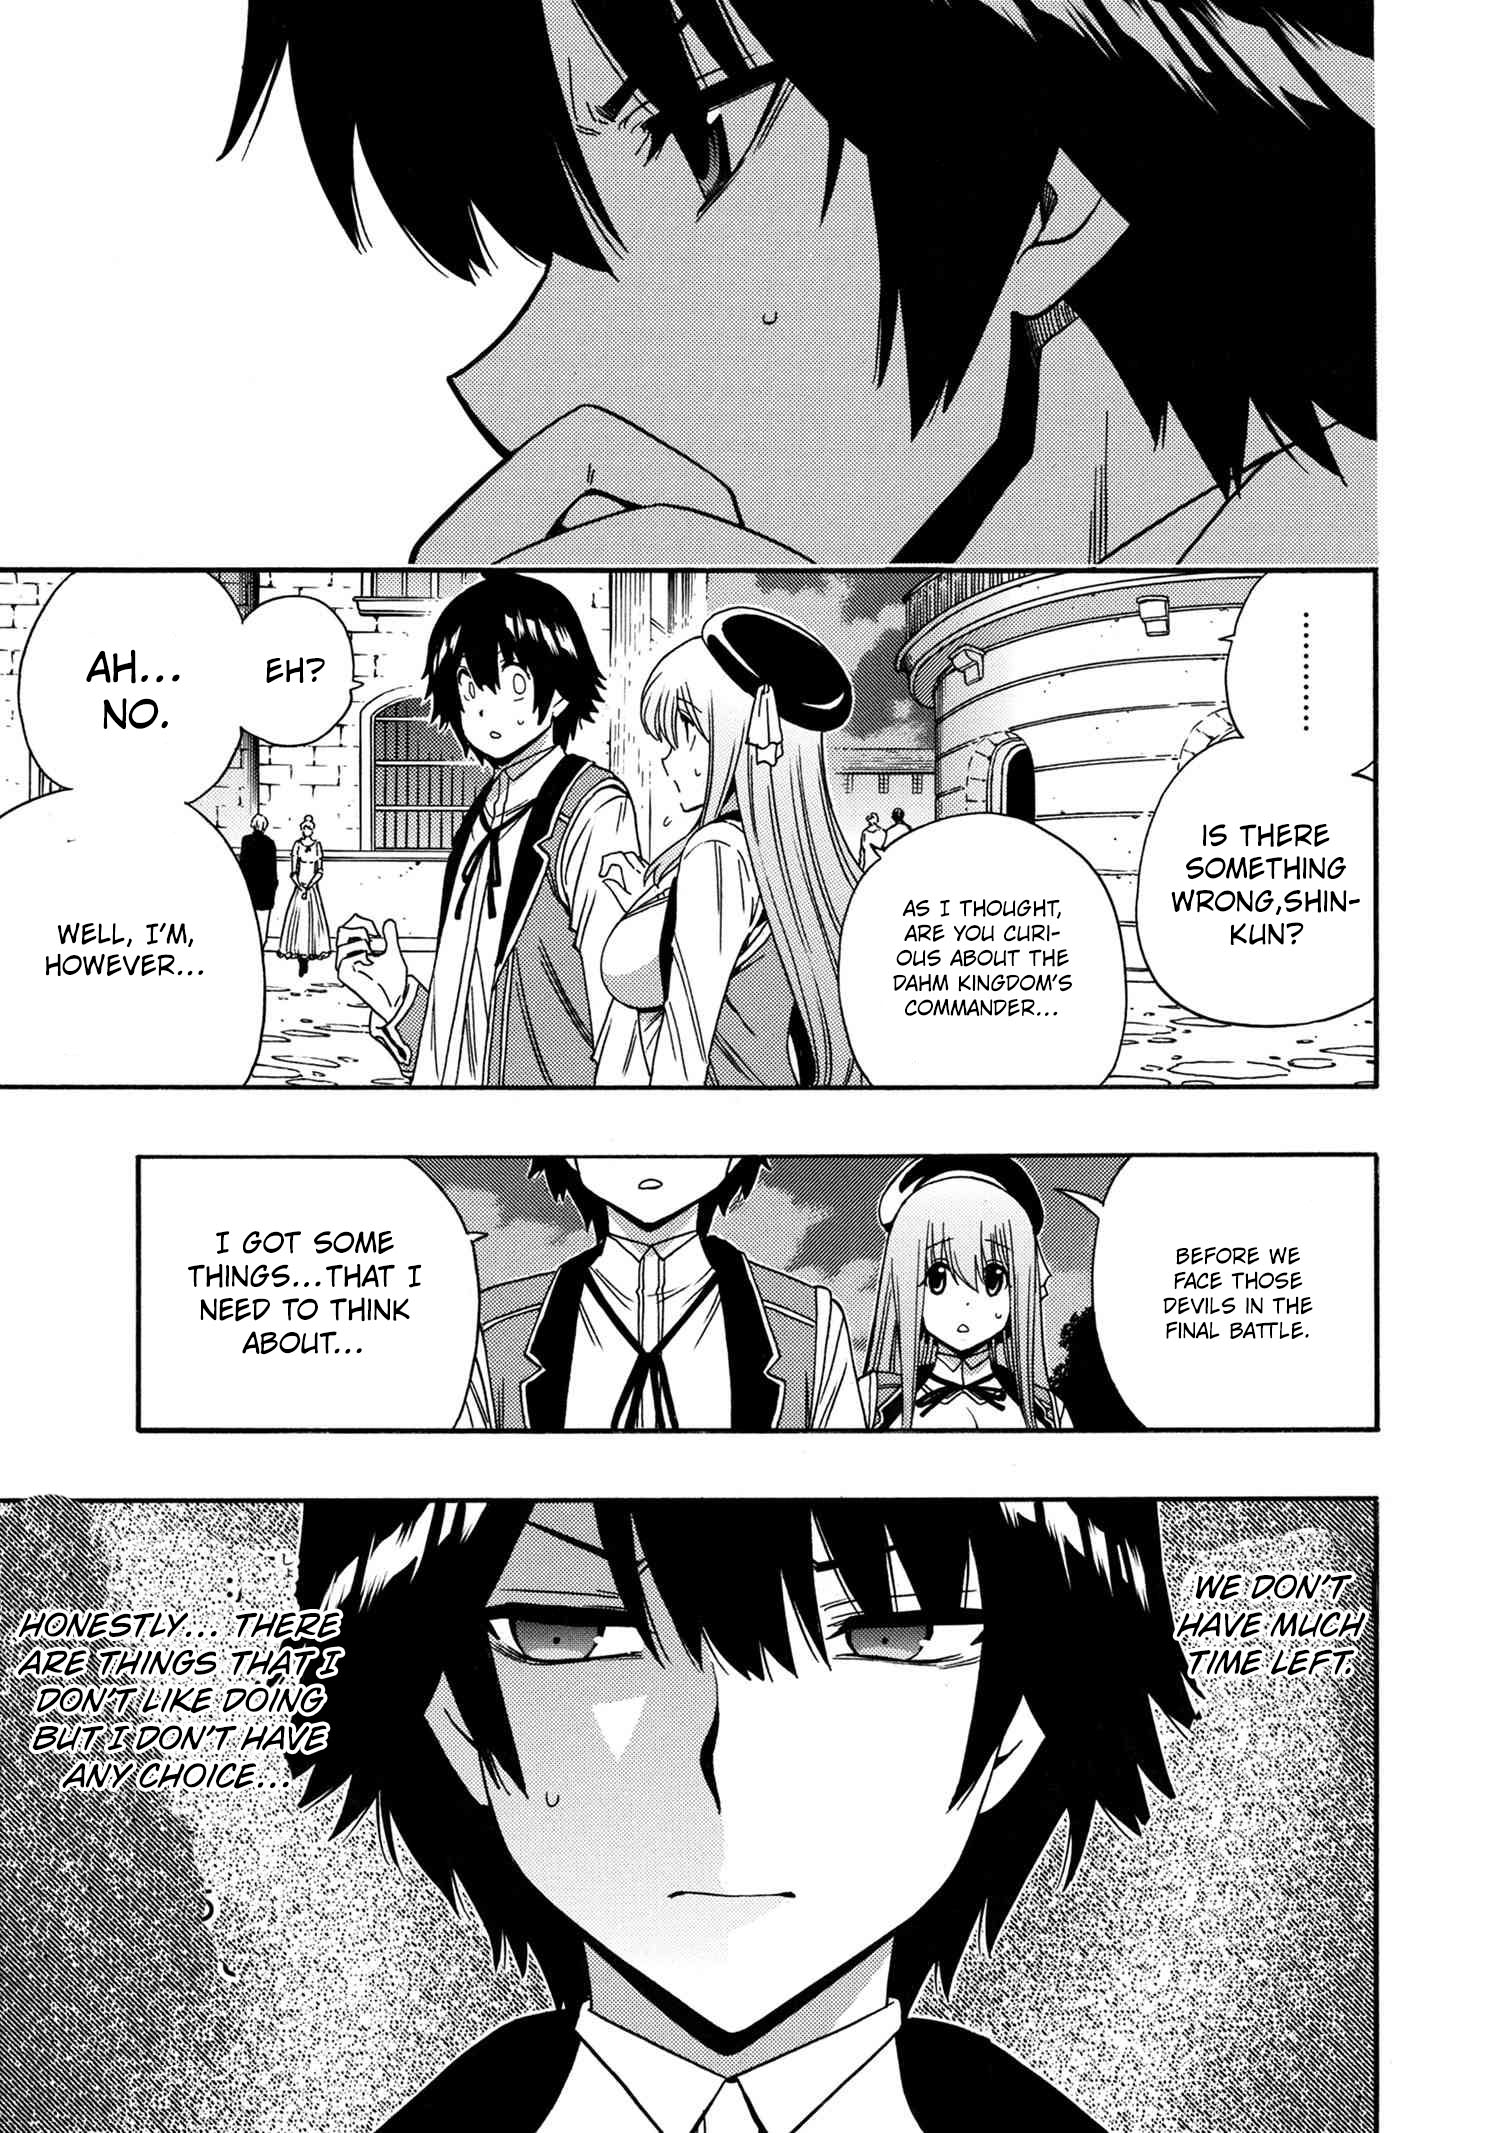 IS THERE
SOMETHING
WRONG,SHIN-
KUN?
AS I THOUGHT,
ARE YOU CURI-
OUS ABOUT THE
DAHM KINGDOM'S
COMMANDER...
EH?
AH...
NO.
WELL, I'M,
HOWEVER...
BEFORE WE
FACE THOSE
DEVILS IN THE
FINAL BATTLE.
I GOT SOME
THINGS...THAT I
NEED TO THINK
ABOUT...
WE DON'T
HAVE MUCH
TIME LEFT.
HONESTLY... THERE
ARE THINGS THAT I
DON'T LIKE DOING
BUT I DON'T HAVE
ANY CHOICE...